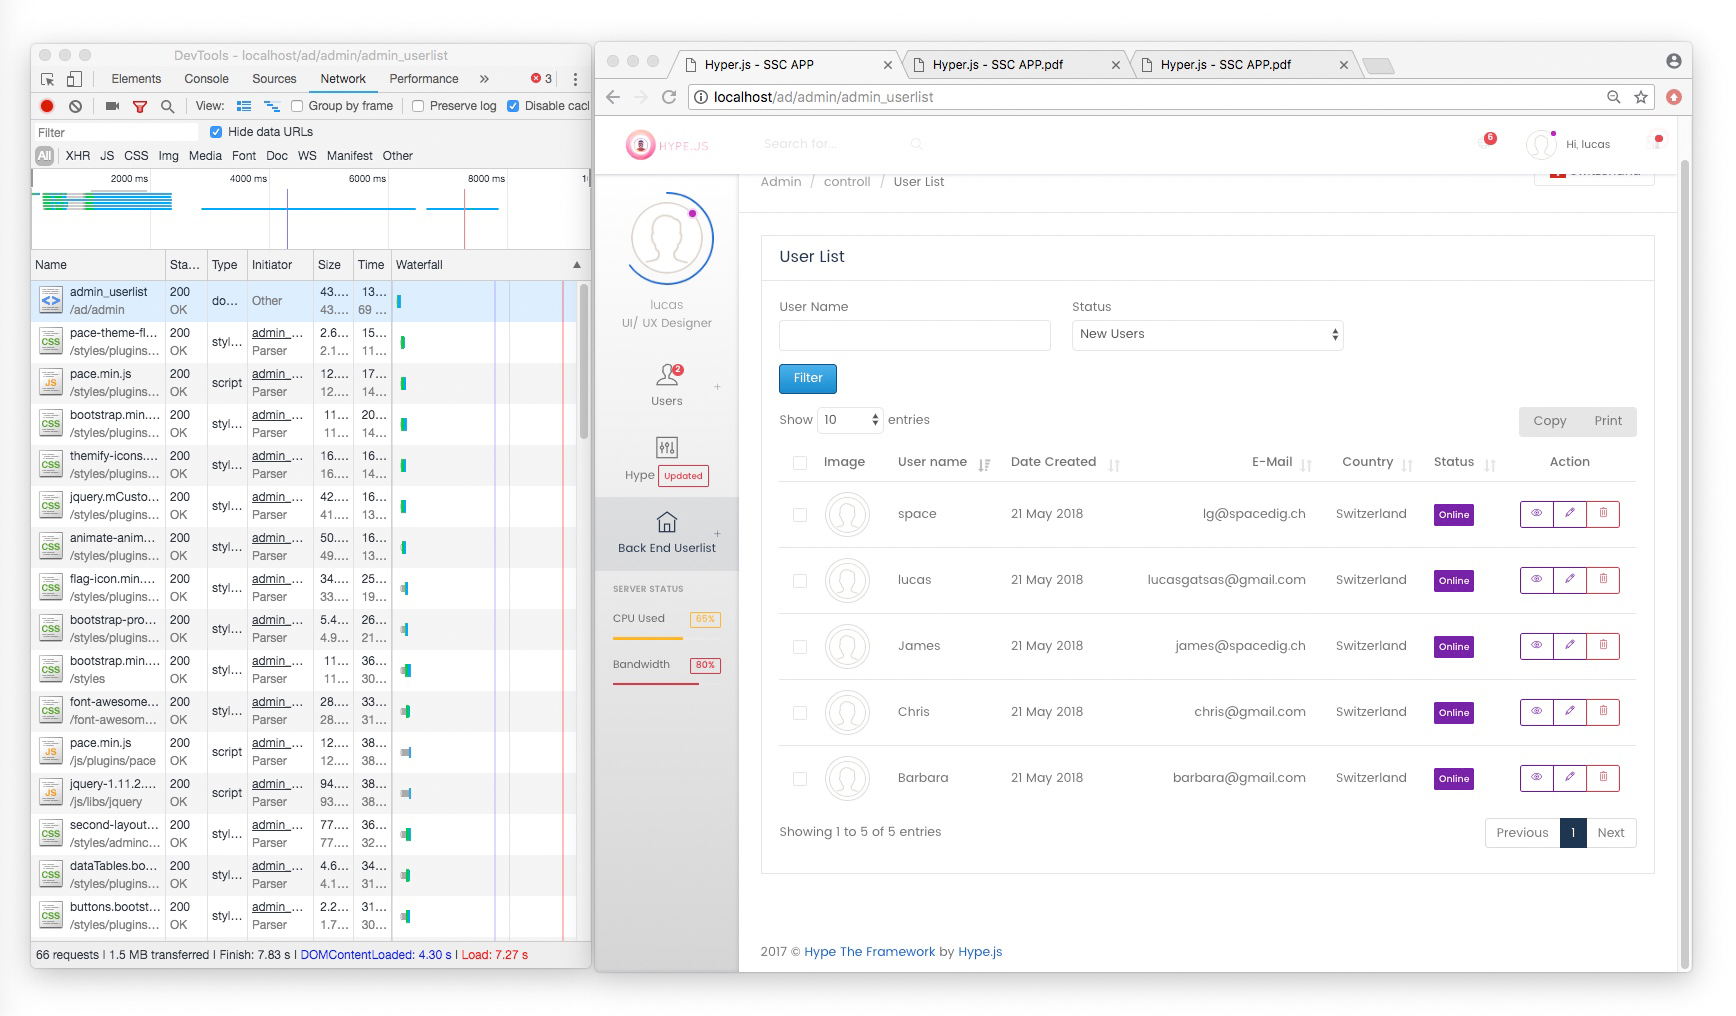 DevTools - localhost/ad/admin/admin_userlist
Elements Console Sources Network Performance » 3
View: Group by frame Preserve log Disable cacl
Filter Hide data URLs
All XHR JS CSS Img Media Font Doc WS Manifest Other
2000 ms 4000 ms 6000 ms 8000 ms
Name Sta... Type Initiator Size Time Waterfall
admin_userlist 200 do... Other 43.... 13...
/ad/admin OK 43.... 69 ...
pace-theme-fl... 200 styl... admin_... 2.6... 15...
/styles/plugins... OK Parser 2.1... 11...
pace.min.js 200 script admin_... 12.... 17...
/styles/plugins... OK Parser 12.... 14...
bootstrap.min.... 200 styl... admin_... 11... 20...
/styles/plugins... OK Parser 11... 14...
themify-icons.... 200 styl... admin_... 16.... 16...
/styles/plugins... OK Parser 16.... 14...
jquery.mCusto... 200 styl... admin_... 42.... 16...
/styles/plugins... OK Parser 41.... 13...
animate-anim... 200 styl... admin_... 50.... 16...
/styles/plugins... OK Parser 49.... 13...
flag-icon.min.... 200 styl... admin_... 34.... 25...
/styles/plugins... OK Parser 33.... 19...
bootstrap-pro... 200 styl... admin_... 5.4... 26...
/styles/plugins... OK Parser 4.9... 21...
bootstrap.min.... 200 styl... admin_... 11... 36...
/styles OK Parser 11... 30...
font-awesome... 200 styl... admin_... 28.... 33...
/font-awesom... OK Parser 28.... 31...
pace.min.js 200 script admin_... 12.... 38...
/js/plugins/pace OK Parser 12.... 38...
jquery-1.11.2.... 200 script admin_... 94.... 38...
/js/libs/jquery OK Parser 93.... 38...
second-layout... 200 styl... admin_... 77.... 36...
/styles/adminc... OK Parser 77.... 32...
dataTables.bo... 200 styl... admin_... 4.6... 34...
/styles/plugins... OK Parser 4.1... 31...
buttons.bootst... 200 styl... admin_... 2.2... 31...
/styles/plugins... OK Parser 1.7... 30...
66 requests | 1.5 MB transferred | Finish: 7.83 s | DOMContentLoaded: 4.30 s | Load: 7.27 s
Hyper.js - SSC APP Hyper.js - SSC APP.pdf Hyper.js - SSC APP.pdf
localhost/ad/admin/admin_userlist
HYPE.JS Search for... 6 Hi, lucas
Admin / controll / User List
lucas
UI/ UX Designer
2
Users +
Hype Updated
Back End Userlist +
SERVER STATUS
CPU Used 65%
Bandwidth 80%
User List
User Name Status
New Users
Filter
Show 10 entries Copy Print
Image User name Date Created E-Mail Country Status Action
space 21 May 2018 lg@spacedig.ch Switzerland Online
lucas 21 May 2018 lucasgatsas@gmail.com Switzerland Online
James 21 May 2018 james@spacedig.ch Switzerland Online
Chris 21 May 2018 chris@gmail.com Switzerland Online
Barbara 21 May 2018 barbara@gmail.com Switzerland Online
Showing 1 to 5 of 5 entries Previous 1 Next
2017 © Hype The Framework by Hype.js